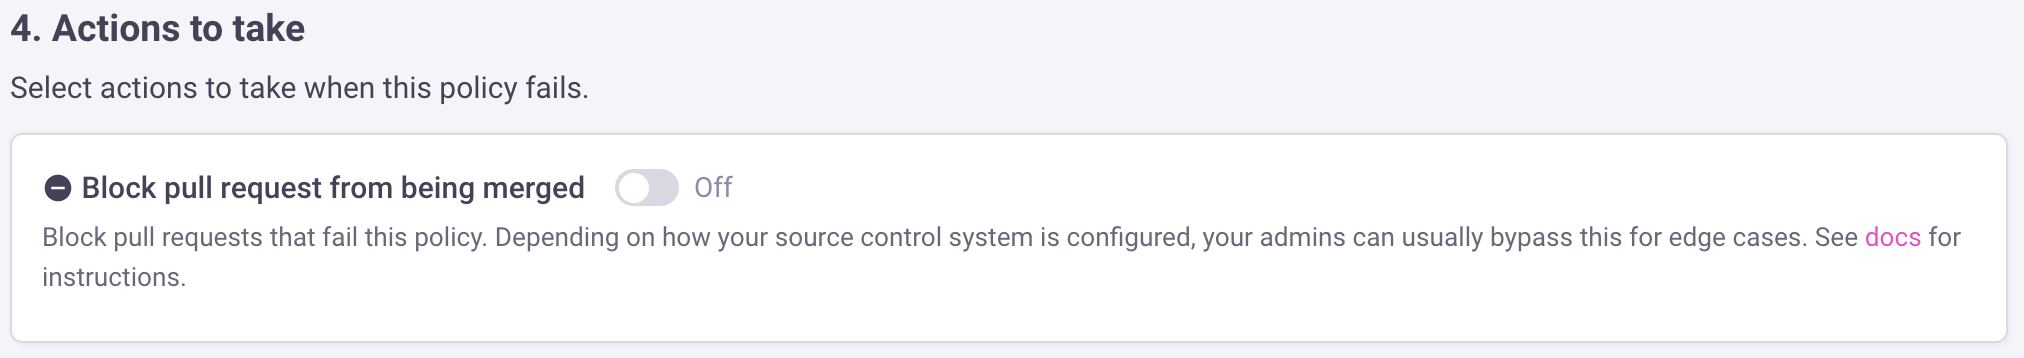 4. Actions to take
Select actions to take when this policy fails.
Block pull request from being merged Off
Block pull requests that fail this policy. Depending on how your source control system is configured, your admins can usually bypass this for edge cases. See docs for
instructions.